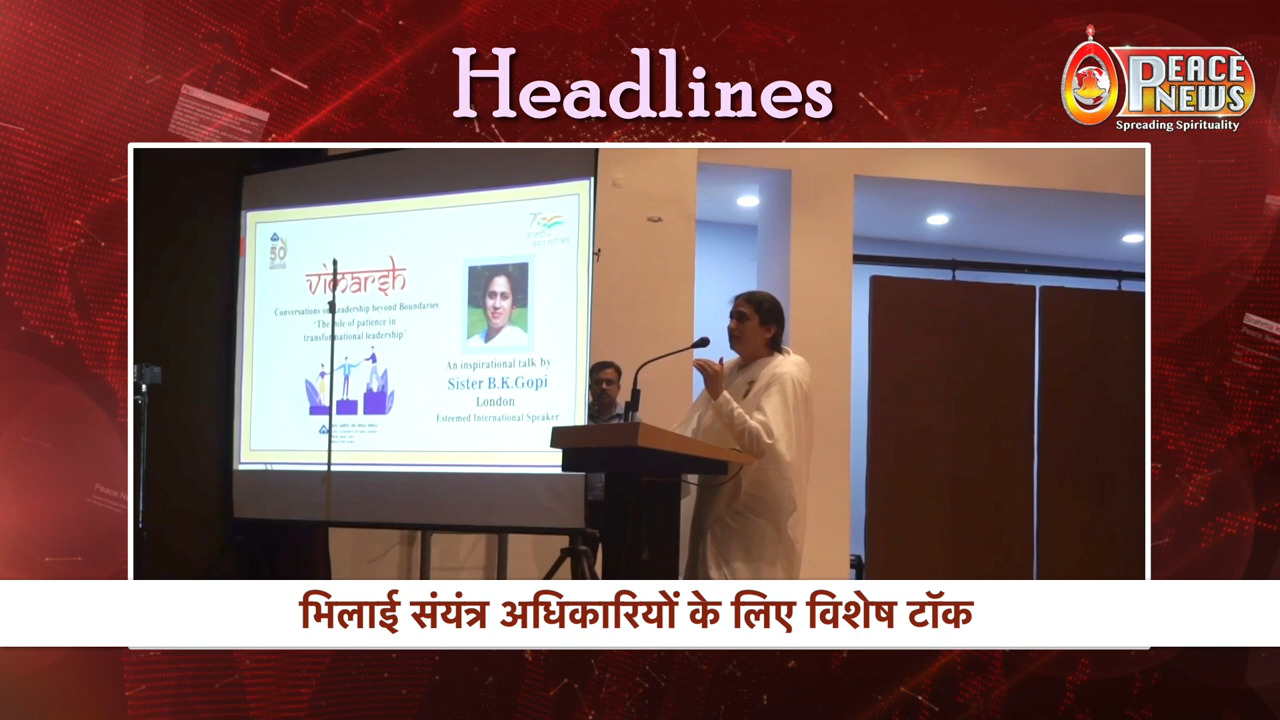 Headlines
PEACE
NEWS
Spreading Spirituality
50
vimarsh
Conversations on Leadership beyond Boundaries
'The role of patience in
transformational leadership'
An inspirational talk by
Sister B.K.Gopi
London
Esteemed International Speaker
भिलाई संयंत्र अधिकारियों के लिए विशेष टॉक